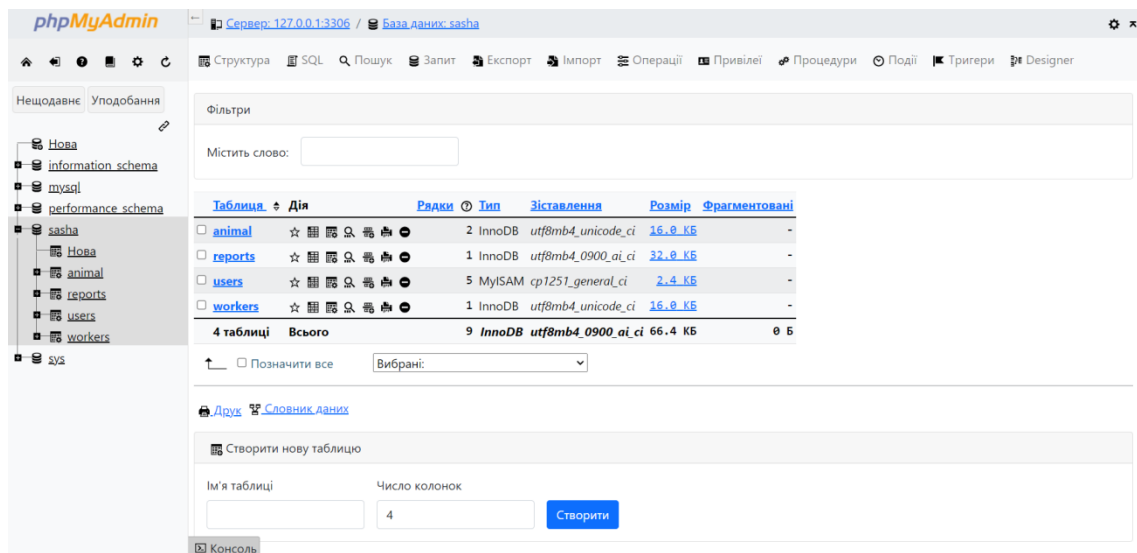 phpMyAdmin
Нещодавнє Уподобання
Нова
information_schema
mysql
performance_schema
sasha
Нова
animal
reports
users
workers
sys
Сервер: 127.0.0.1:3306 / База даних: sasha
Структура SQL Пошук Запит Експорт Імпорт Операції Привілеї Процедури Події Тригери Designer
Фільтри
Містить слово:
Таблиця Дія Рядки Тип Зіставлення Розмір Фрагментовані
animal 2 InnoDB utf8mb4_unicode_ci 16.0 КБ -
reports 1 InnoDB utf8mb4_0900_ai_ci 32.0 КБ -
users 5 MyISAM cp1251_general_ci 2.4 КБ -
workers 1 InnoDB utf8mb4_unicode_ci 16.0 КБ -
4 таблиці Всього 9 InnoDB utf8mb4_0900_ai_ci 66.4 КБ 0 Б
Позначити все Вибрані:
Друк Словник даних
Створити нову таблицю
Ім'я таблиці Число колонок
4 Створити
Консоль